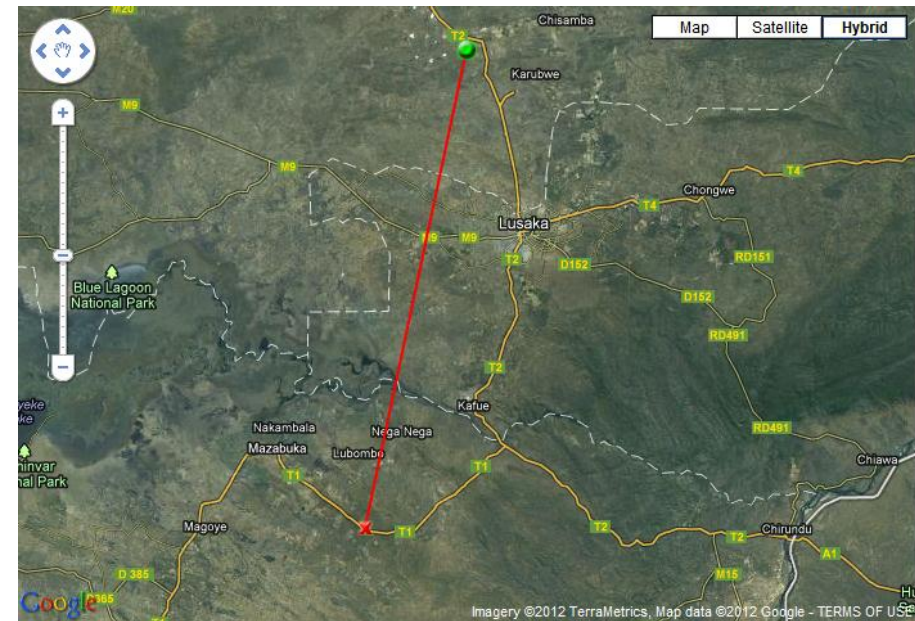 M20
Chisamba
Map
Satellite
Hybrid
T2
Karubwe
M9
M9
T4
Chongwe
T4
Lusaka
M9
M9
T2
D152
RD151
Blue Lagoon
National Park
D152
RD491
T2
Kafue
Nakambala
Nega Nega
RD491
Mazabuka
Lubombo
Chiawa
T1
T1
Magoye
T1
T2
T2
Chirundu
A1
D 385
M15
Google
Imagery ©2012 TerraMetrics, Map data ©2012 Google - TERMS OF USE